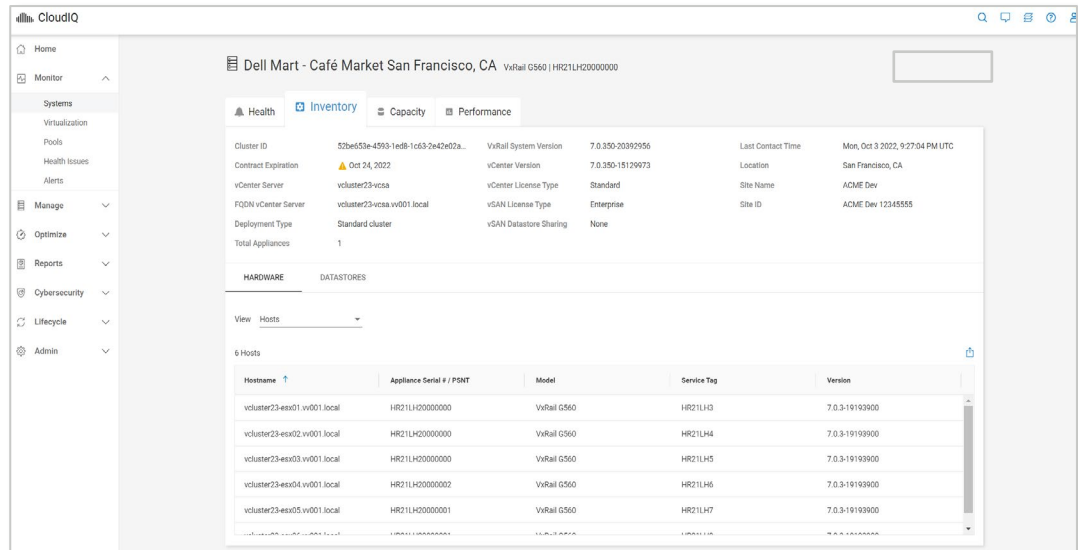 CloudIQ
Home
Monitor
Systems
Virtualization
Pools
Health Issues
Alerts
Manage
Optimize
Reports
Cybersecurity
Lifecycle
Admin
Dell Mart - Café Market San Francisco, CA VxRail G560 | HR21LH20000000
Health Inventory Capacity Performance
Cluster ID 52be653e-4593-1ed8-1c63-2e42e02a... VxRail System Version 7.0.350-20392956 Last Contact Time Mon, Oct 3 2022, 9:27:04 PM UTC
Contract Expiration Oct 24, 2022 vCenter Version 7.0.350-15129973 Location San Francisco, CA
vCenter Server vcluster23-vcsa vCenter License Type Standard Site Name ACME Dev
FQDN vCenter Server vcluster23-vcsa.vv001.local vSAN License Type Enterprise Site ID ACME Dev 12345555
Deployment Type Standard cluster vSAN Datastore Sharing None
Total Appliances 1
HARDWARE DATASTORES
View Hosts
6 Hosts
Hostname Appliance Serial # / PSNT Model Service Tag Version
vcluster23-esx01.vv001.local HR21LH20000000 VxRail G560 HR21LH3 7.0.3-19193900
vcluster23-esx02.vv001.local HR21LH20000000 VxRail G560 HR21LH4 7.0.3-19193900
vcluster23-esx03.vv001.local HR21LH20000000 VxRail G560 HR21LH5 7.0.3-19193900
vcluster23-esx04.vv001.local HR21LH20000002 VxRail G560 HR21LH6 7.0.3-19193900
vcluster23-esx05.vv001.local HR21LH20000001 VxRail G560 HR21LH7 7.0.3-19193900